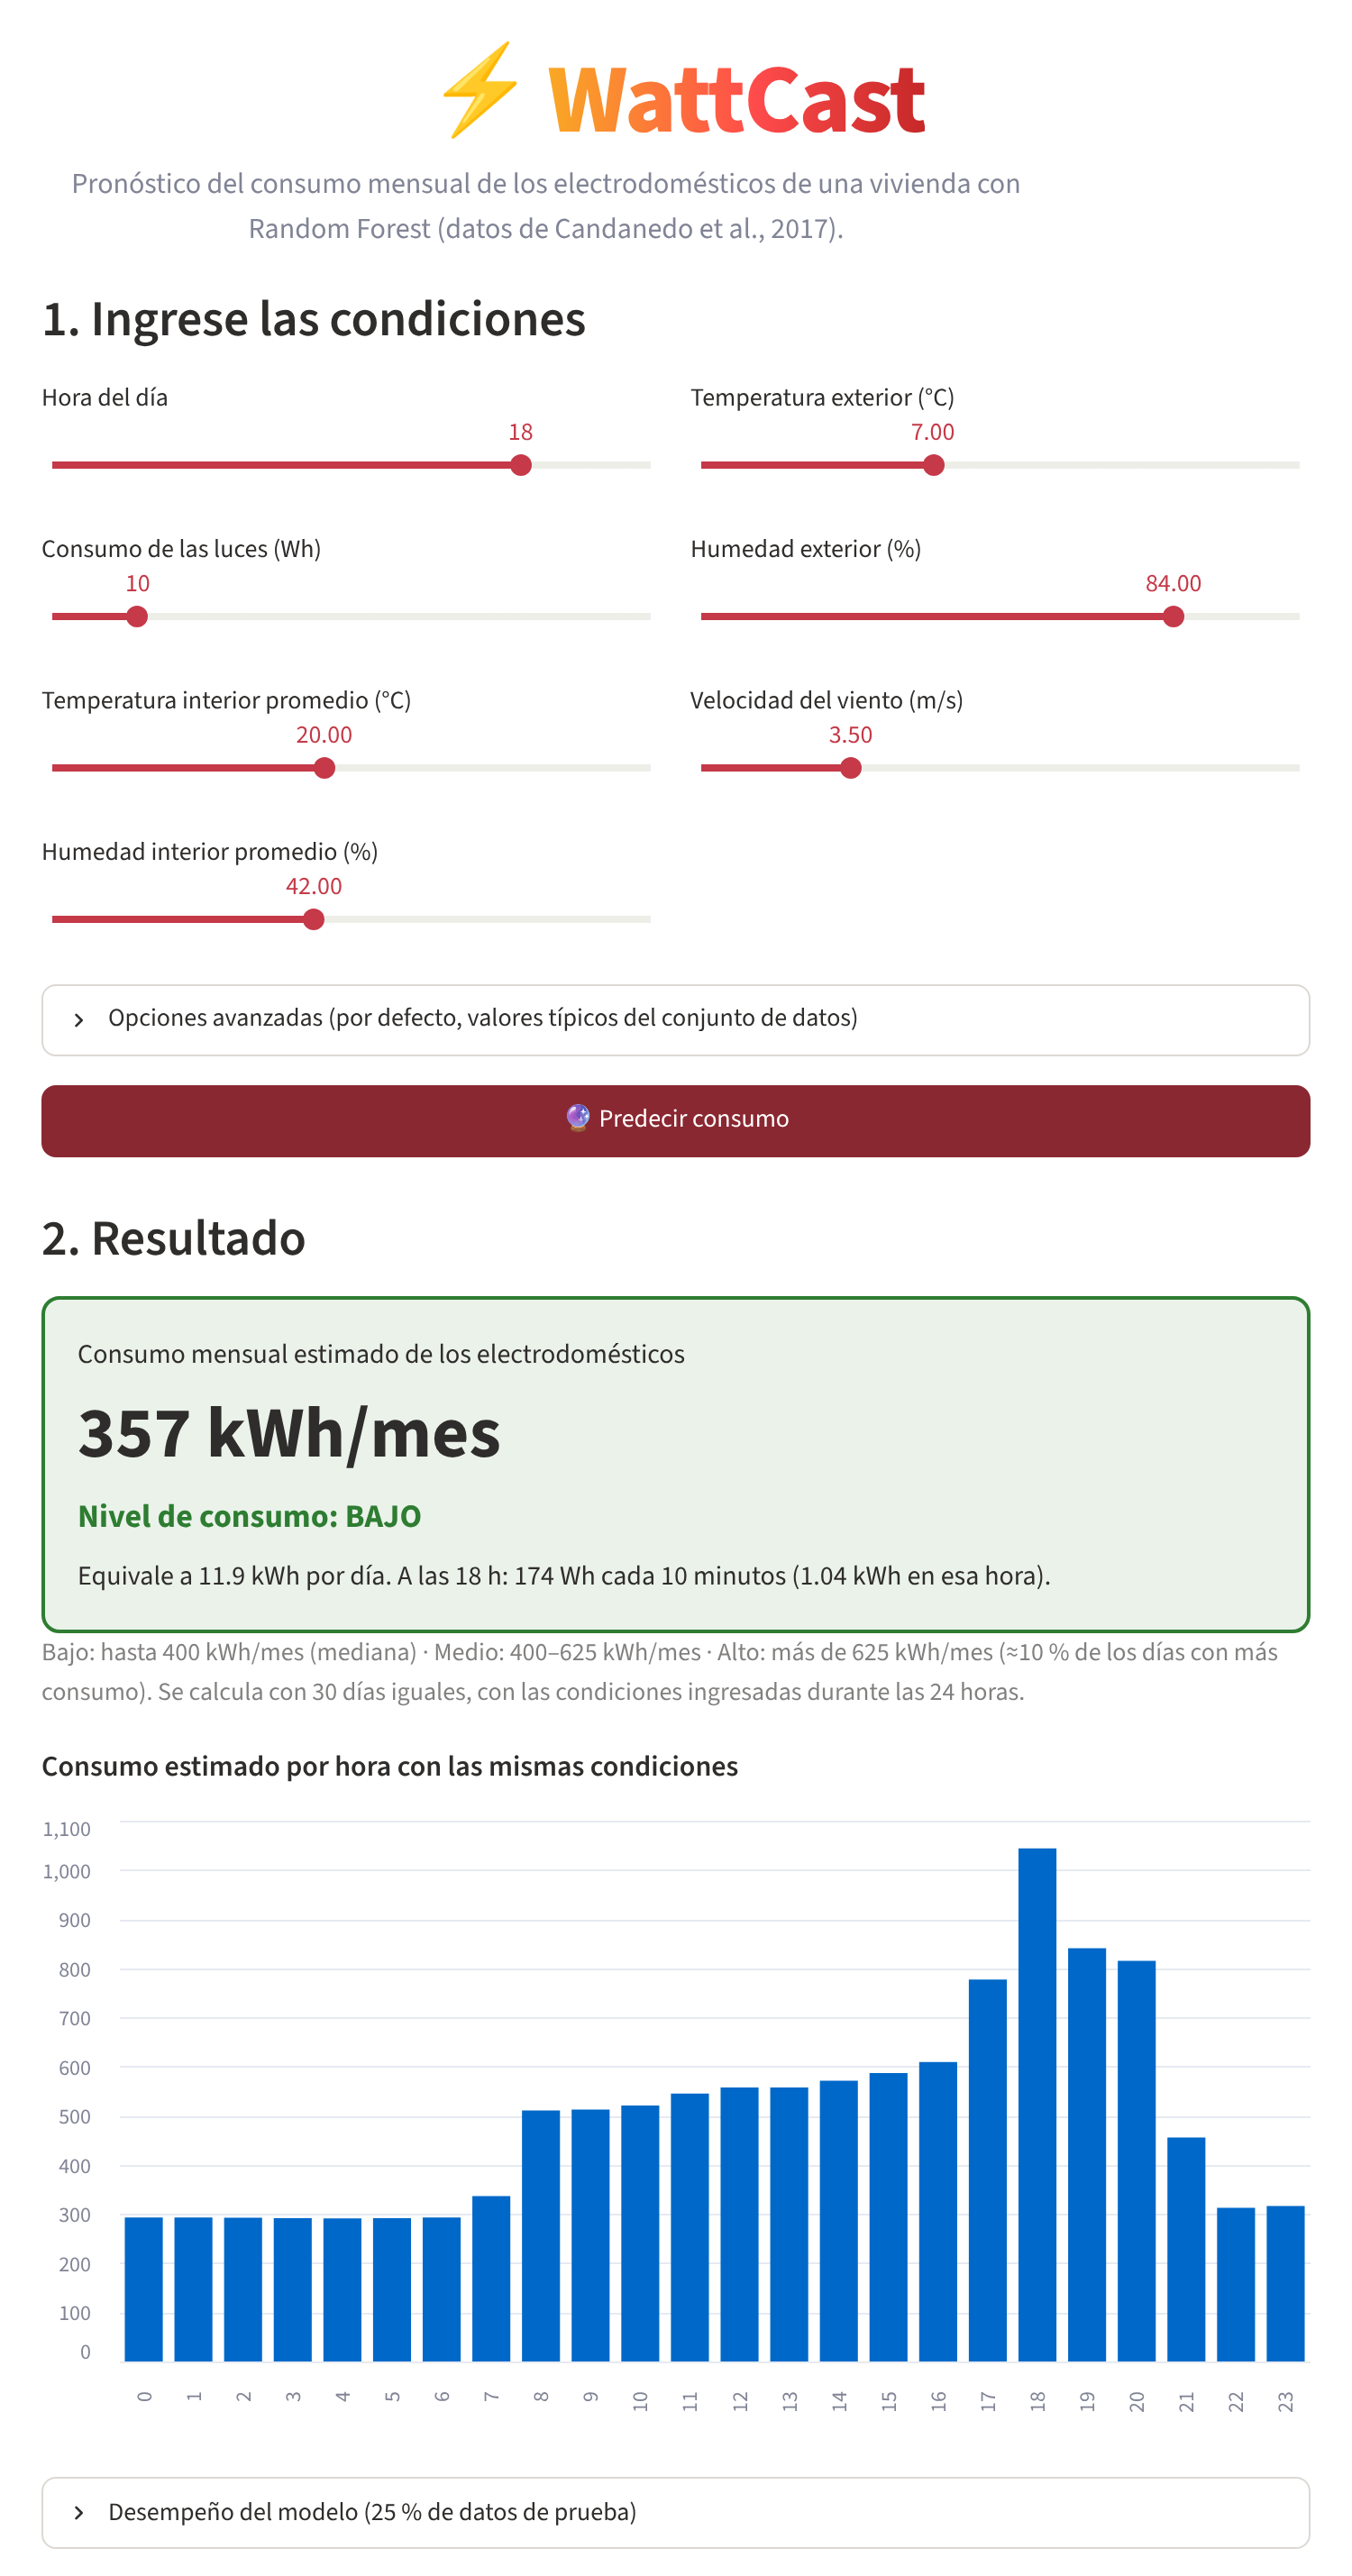 ⚡ WattCast
Pronóstico del consumo mensual de los electrodomésticos de una vivienda con
Random Forest (datos de Candanedo et al., 2017).
1. Ingrese las condiciones
Hora del día
18
Temperatura exterior (°C)
7.00
Consumo de las luces (Wh)
10
Humedad exterior (%)
84.00
Temperatura interior promedio (°C)
20.00
Velocidad del viento (m/s)
3.50
Humedad interior promedio (%)
42.00
Opciones avanzadas (por defecto, valores típicos del conjunto de datos)
🔮 Predecir consumo
2. Resultado
Consumo mensual estimado de los electrodomésticos
357 kWh/mes
Nivel de consumo: BAJO
Equivale a 11.9 kWh por día. A las 18 h: 174 Wh cada 10 minutos (1.04 kWh en esa hora).
Bajo: hasta 400 kWh/mes (mediana) · Medio: 400–625 kWh/mes · Alto: más de 625 kWh/mes (≈10 % de los días con más
consumo). Se calcula con 30 días iguales, con las condiciones ingresadas durante las 24 horas.
Consumo estimado por hora con las mismas condiciones
1,100
1,000
900
800
700
600
500
400
300
200
100
0
0 1 2 3 4 5 6 7 8 9 10 11 12 13 14 15 16 17 18 19 20 21 22 23
Desempeño del modelo (25 % de datos de prueba)